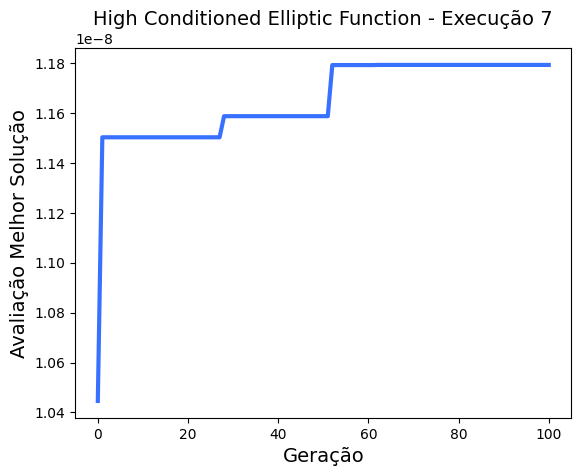 High Conditioned Elliptic Function - Execução 7
1e−8
1.18
1.16
1.14
1.12
1.10
1.08
1.06
1.04
Avaliação Melhor Solução
0 20 40 60 80 100
Geração